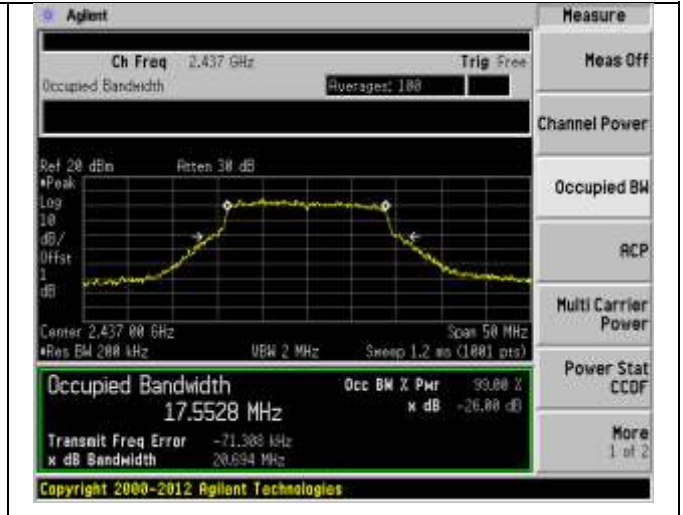 Agilent
Measure
Ch Freq 2.437 GHz Trig Free
Occupied Bandwidth Averages: 100
Ref 20 dBm Atten 30 dB
*Peak
Log
10
dB/
Offst
1
dB
Center 2.437 00 GHz Span 50 MHz
*Res BW 200 kHz VBW 2 MHz Sweep 1.2 ms (1001 pts)
Occupied Bandwidth Occ BW % Pwr 99.00 %
17.5528 MHz x dB -26.00 dB
Transmit Freq Error -71.308 kHz
x dB Bandwidth 20.694 MHz
Copyright 2000-2012 Agilent Technologies
Meas Off
Channel Power
Occupied BW
ACP
Multi Carrier
Power
Power Stat
CCDF
More
1 of 2